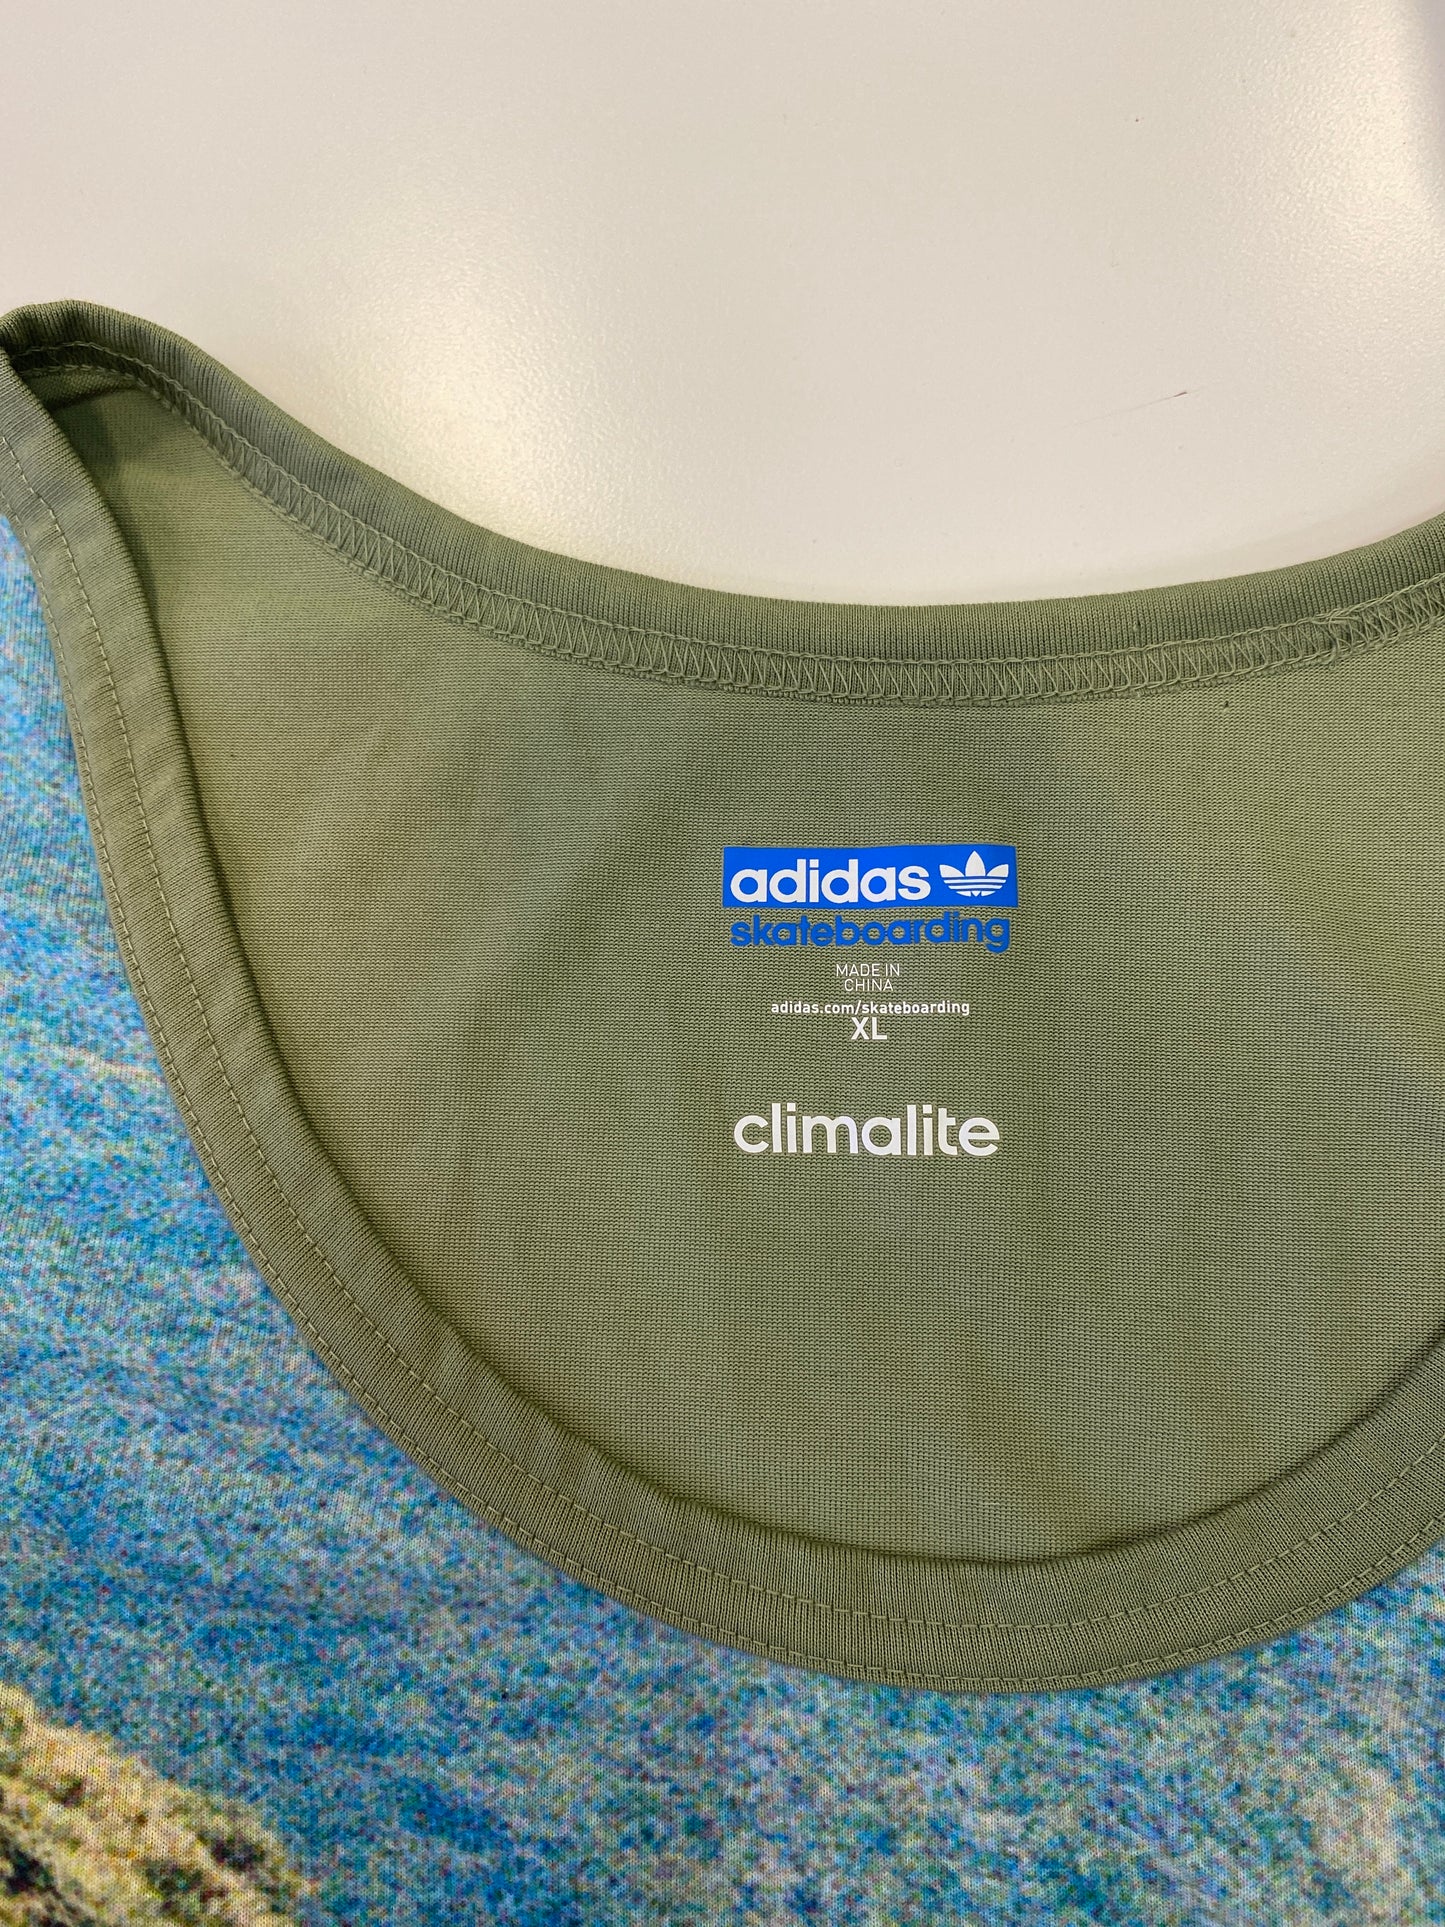 adidas
skateboarding
MADE IN
CHINA
adidas.com/skateboarding
XL
climalite